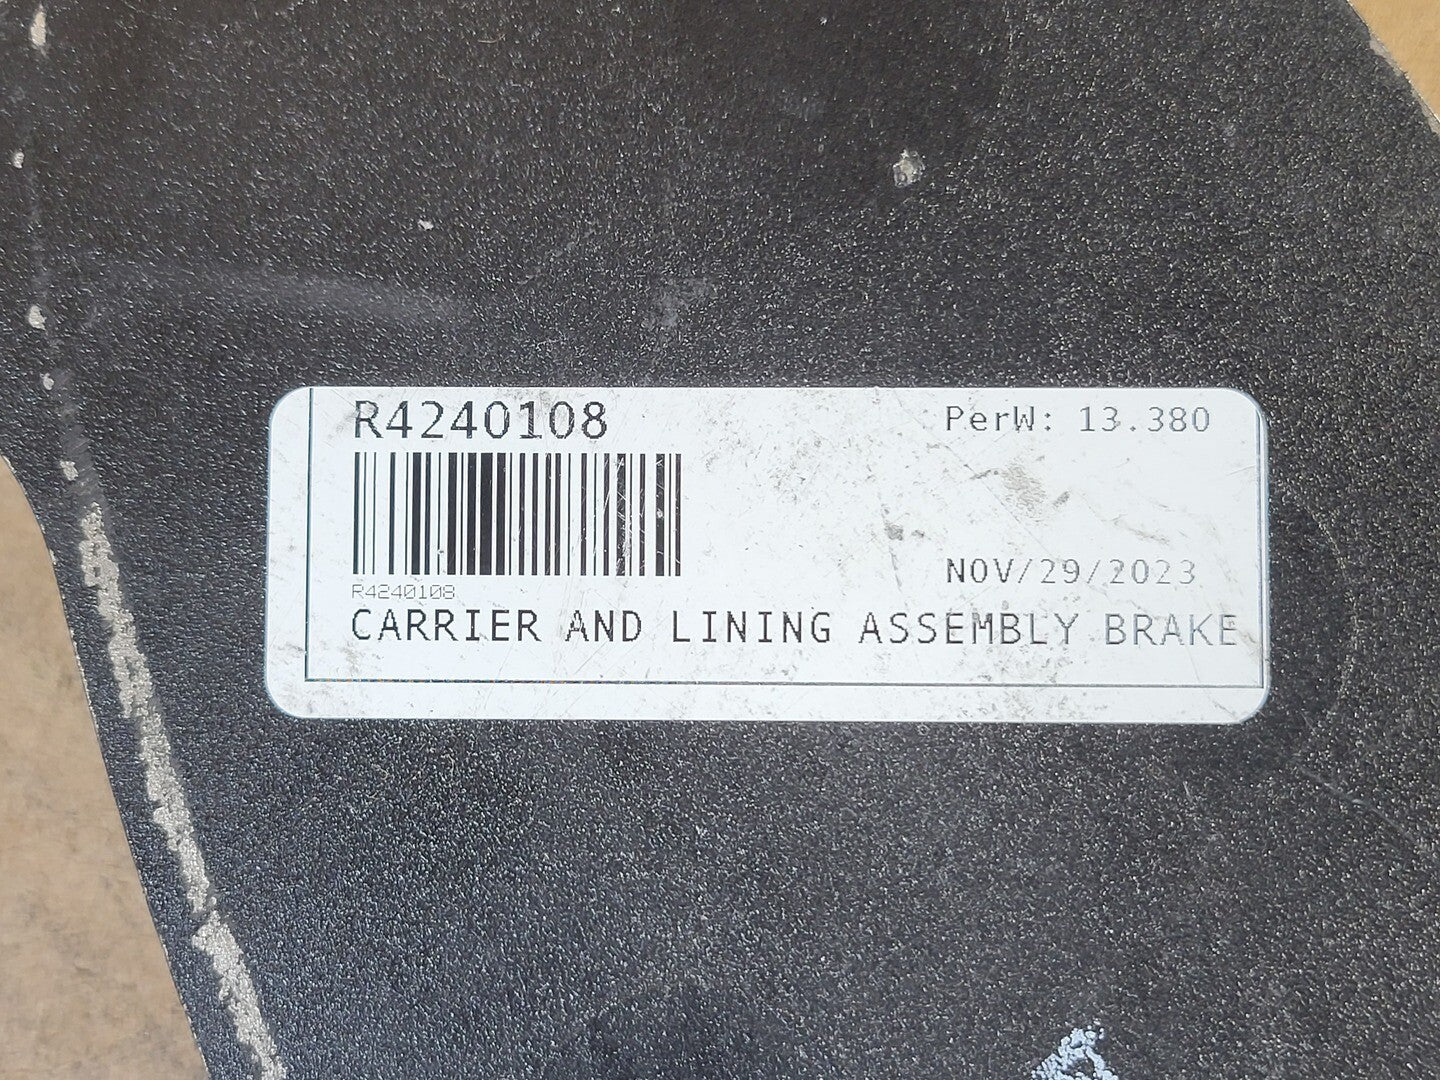 R4240108
PerW: 13.380
NOV/29/2023
R4240108
CARRIER AND LINING ASSEMBLY BRAKE